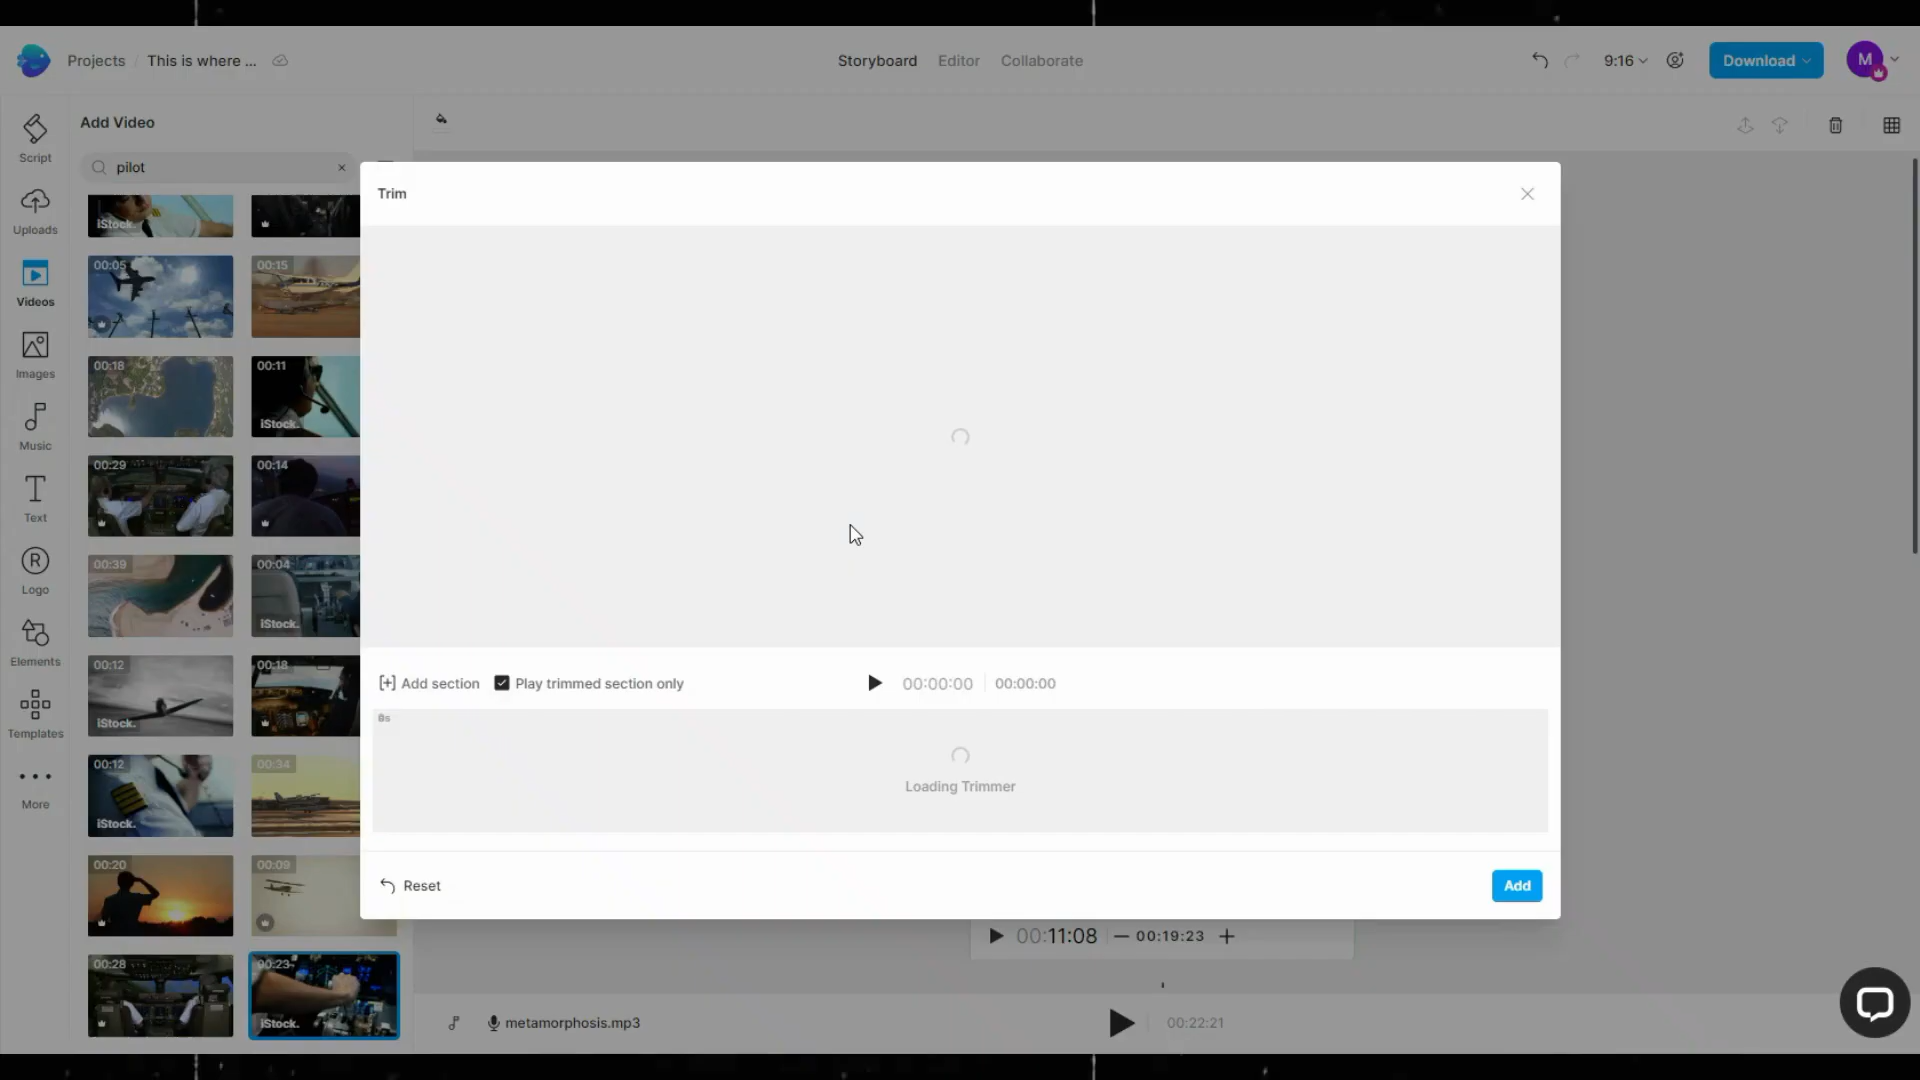 Projects / This is where ...
Storyboard Editor Collaborate
9:16
Download
M
Script
Uploads
Videos
Images
Music
Text
Logo
Elements
Templates
More
Add Video
pilot
iStock.
00:05
00:15
00:18
00:11
iStock.
00:29
00:14
00:39
00:04
iStock.
00:12
iStock.
00:18
00:12
iStock.
00:34
00:20
00:09
00:28
00:23
iStock.
Trim
[+] Add section Play trimmed section only
00:00:00 00:00:00
0s
Loading Trimmer
Reset
Add
00:11:08 — 00:19:23 +
metamorphosis.mp3
00:22:21